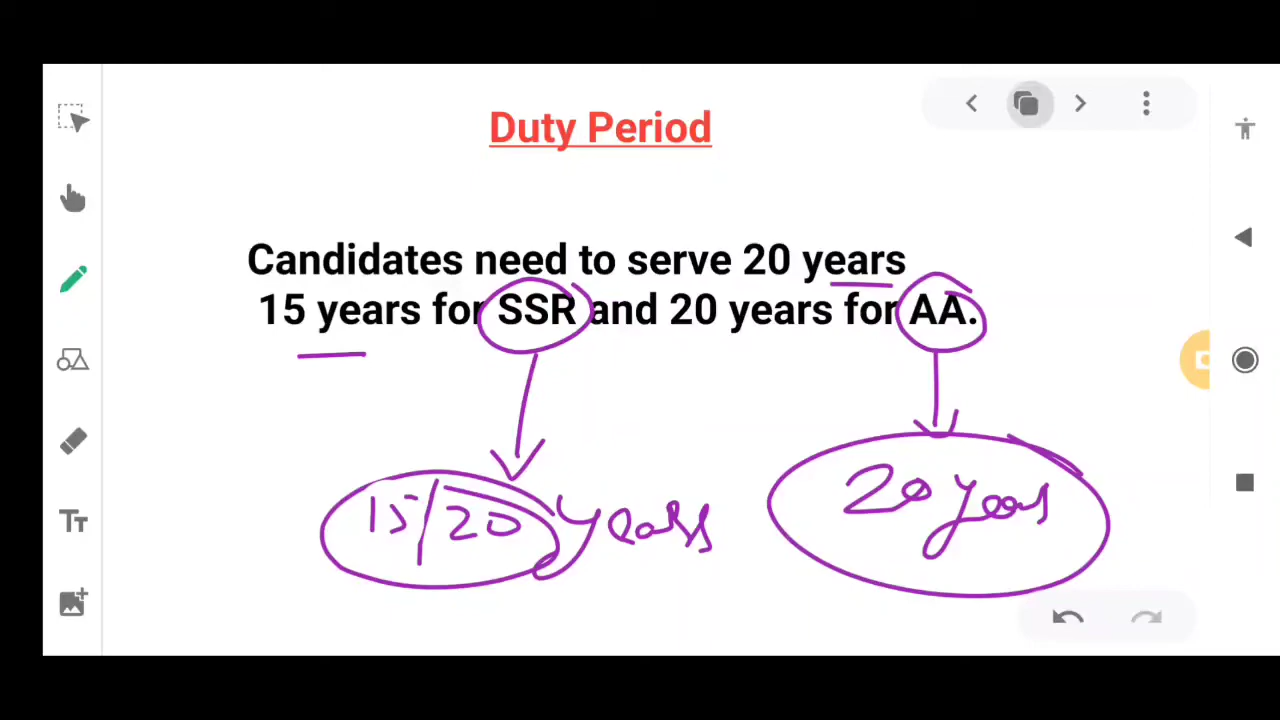 Duty Period
Candidates need to serve 20 years
15 years for SSR and 20 years for AA.
15/20 years
20 years
Tт